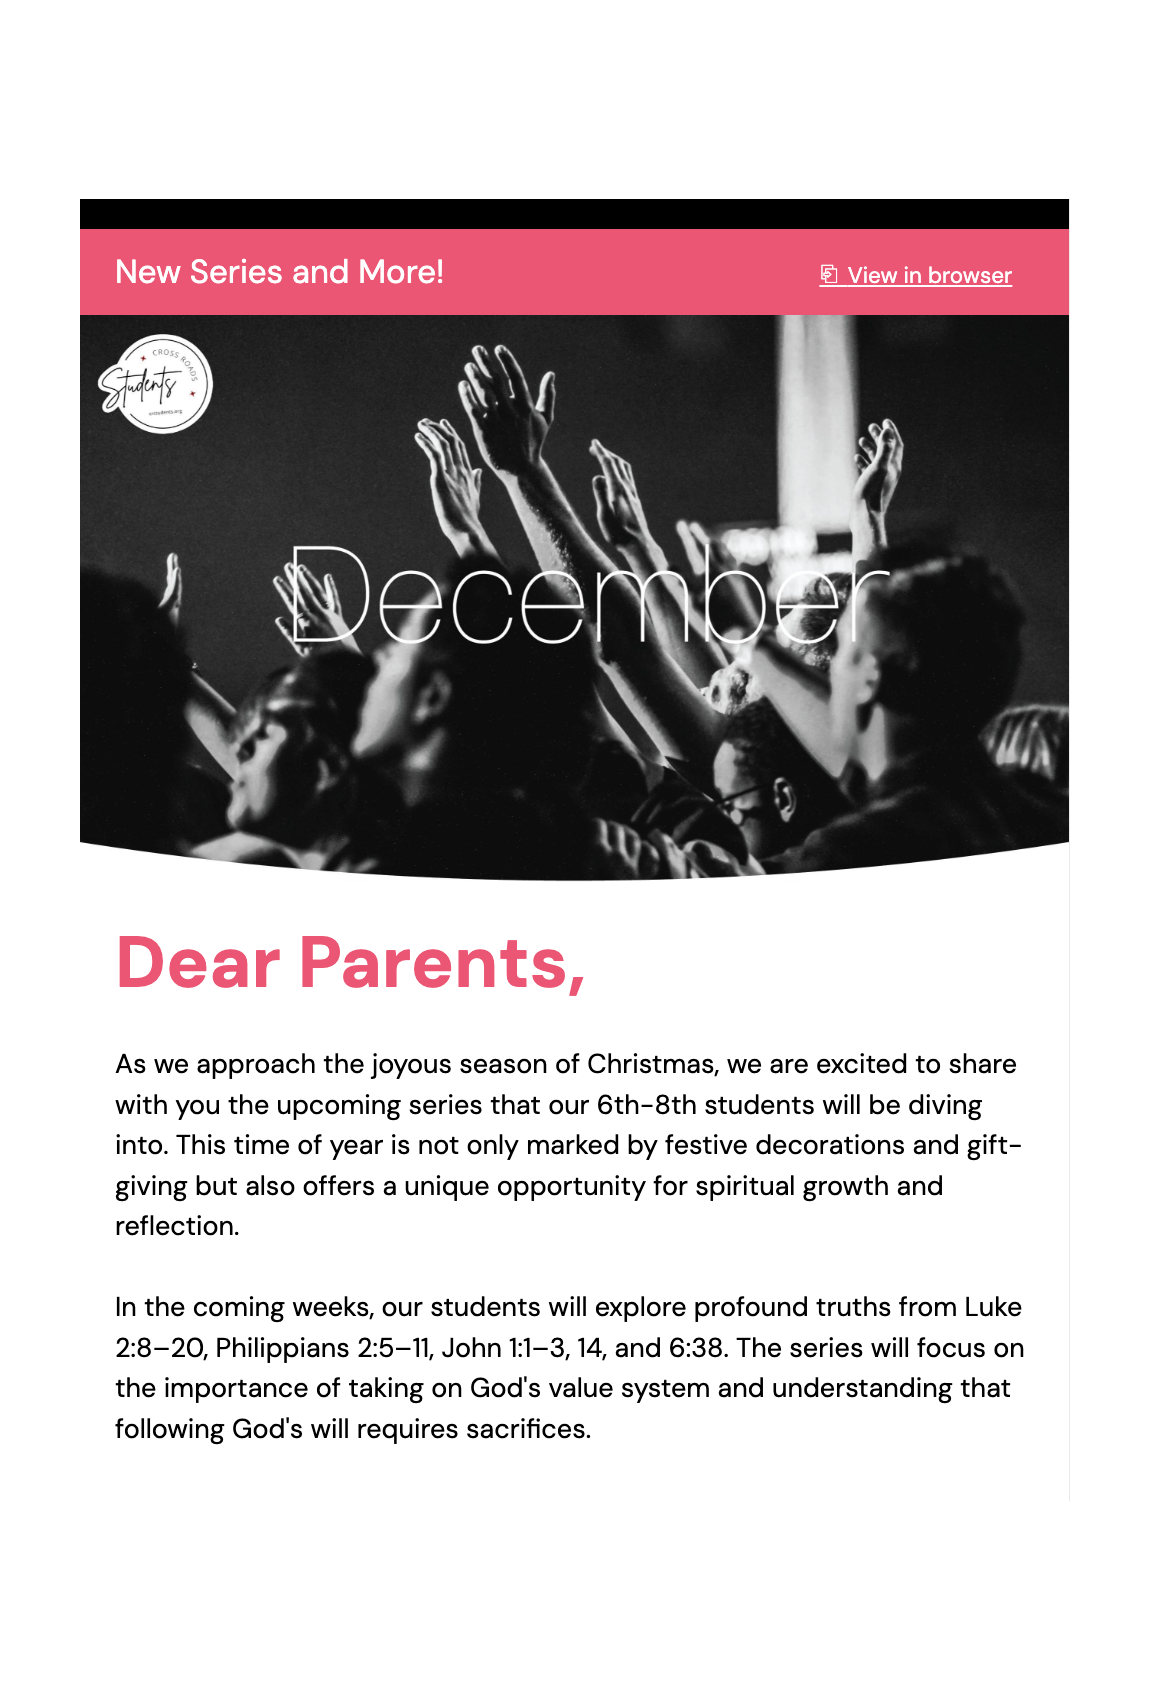 New Series and More!
View in browser
CROSS ROADS
Students
crstudents.org
December
Dear Parents,
As we approach the joyous season of Christmas, we are excited to share
with you the upcoming series that our 6th-8th students will be diving
into. This time of year is not only marked by festive decorations and gift-
giving but also offers a unique opportunity for spiritual growth and
reflection.
In the coming weeks, our students will explore profound truths from Luke
2:8–20, Philippians 2:5–11, John 1:1–3, 14, and 6:38. The series will focus on
the importance of taking on God's value system and understanding that
following God's will requires sacrifices.